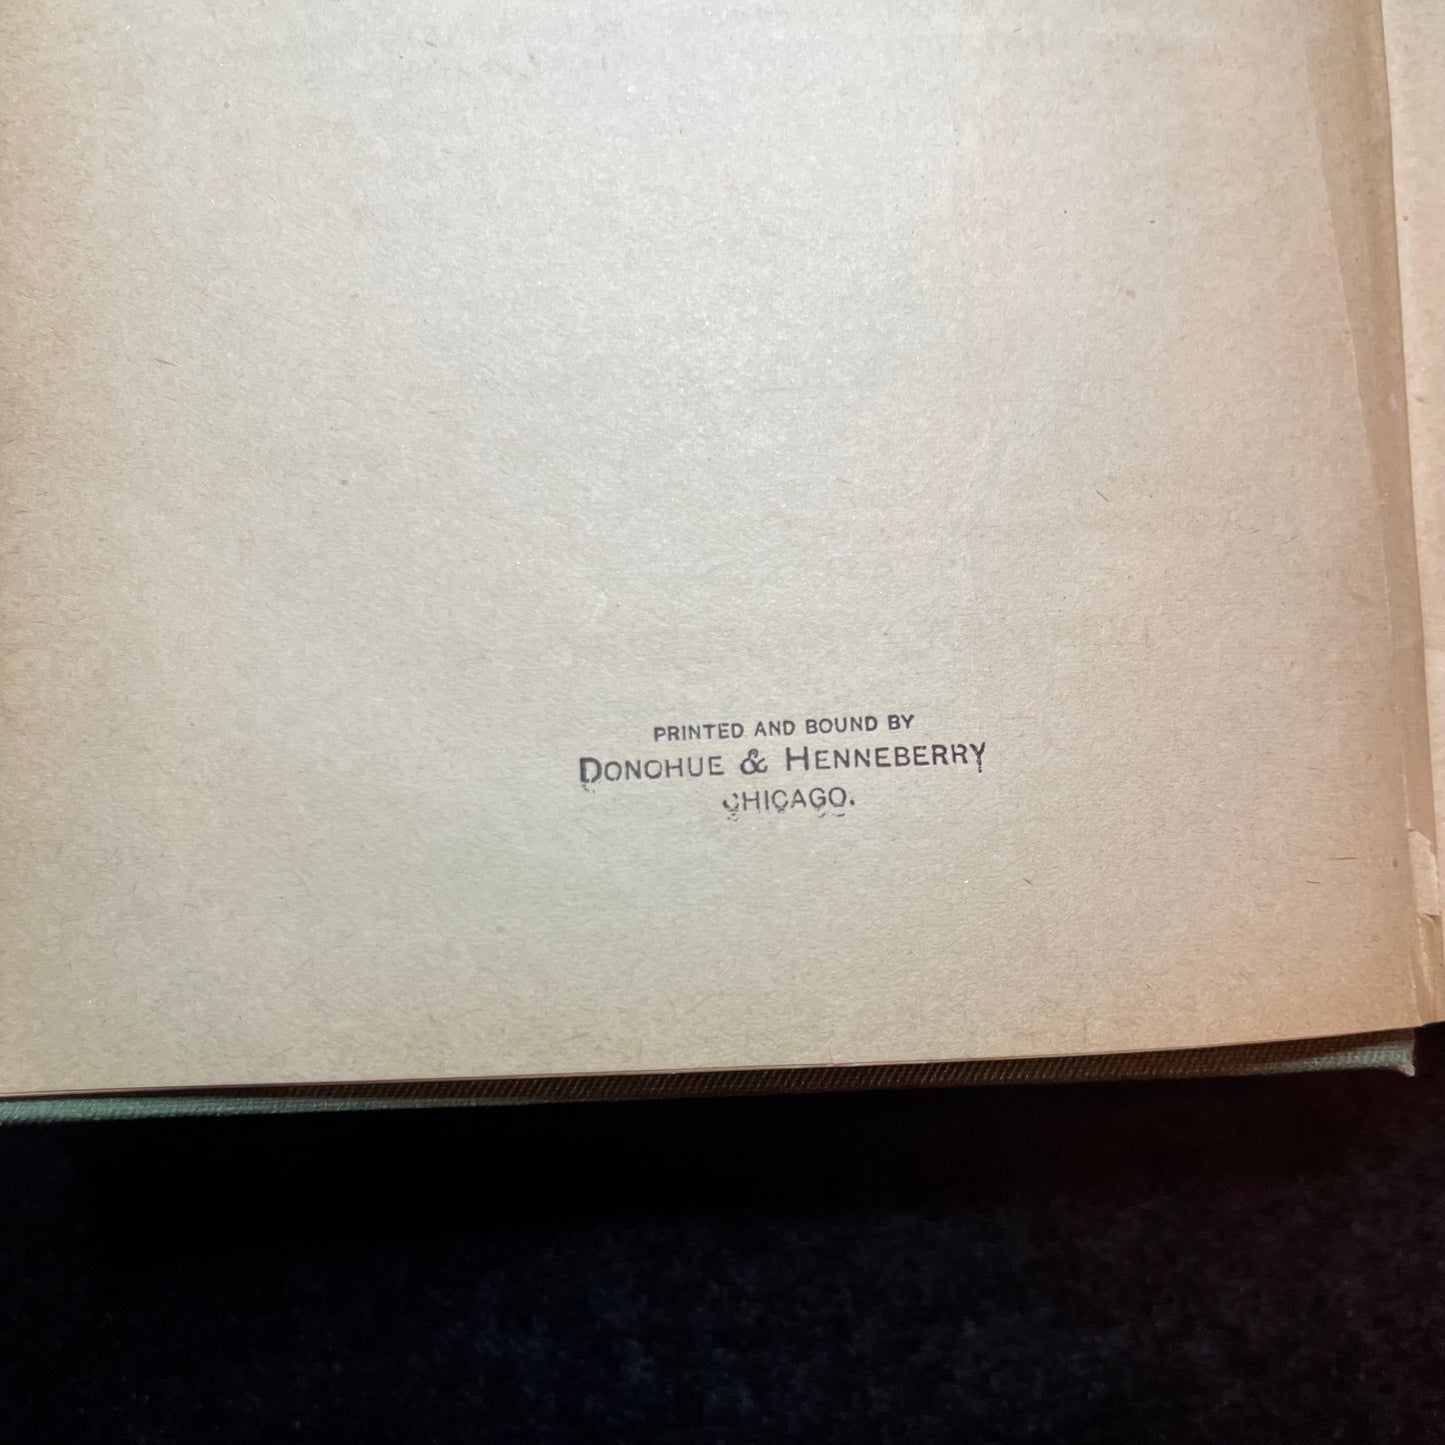 PRINTED AND BOUND BY
DONOHUE & HENNEBERRY
CHICAGO.